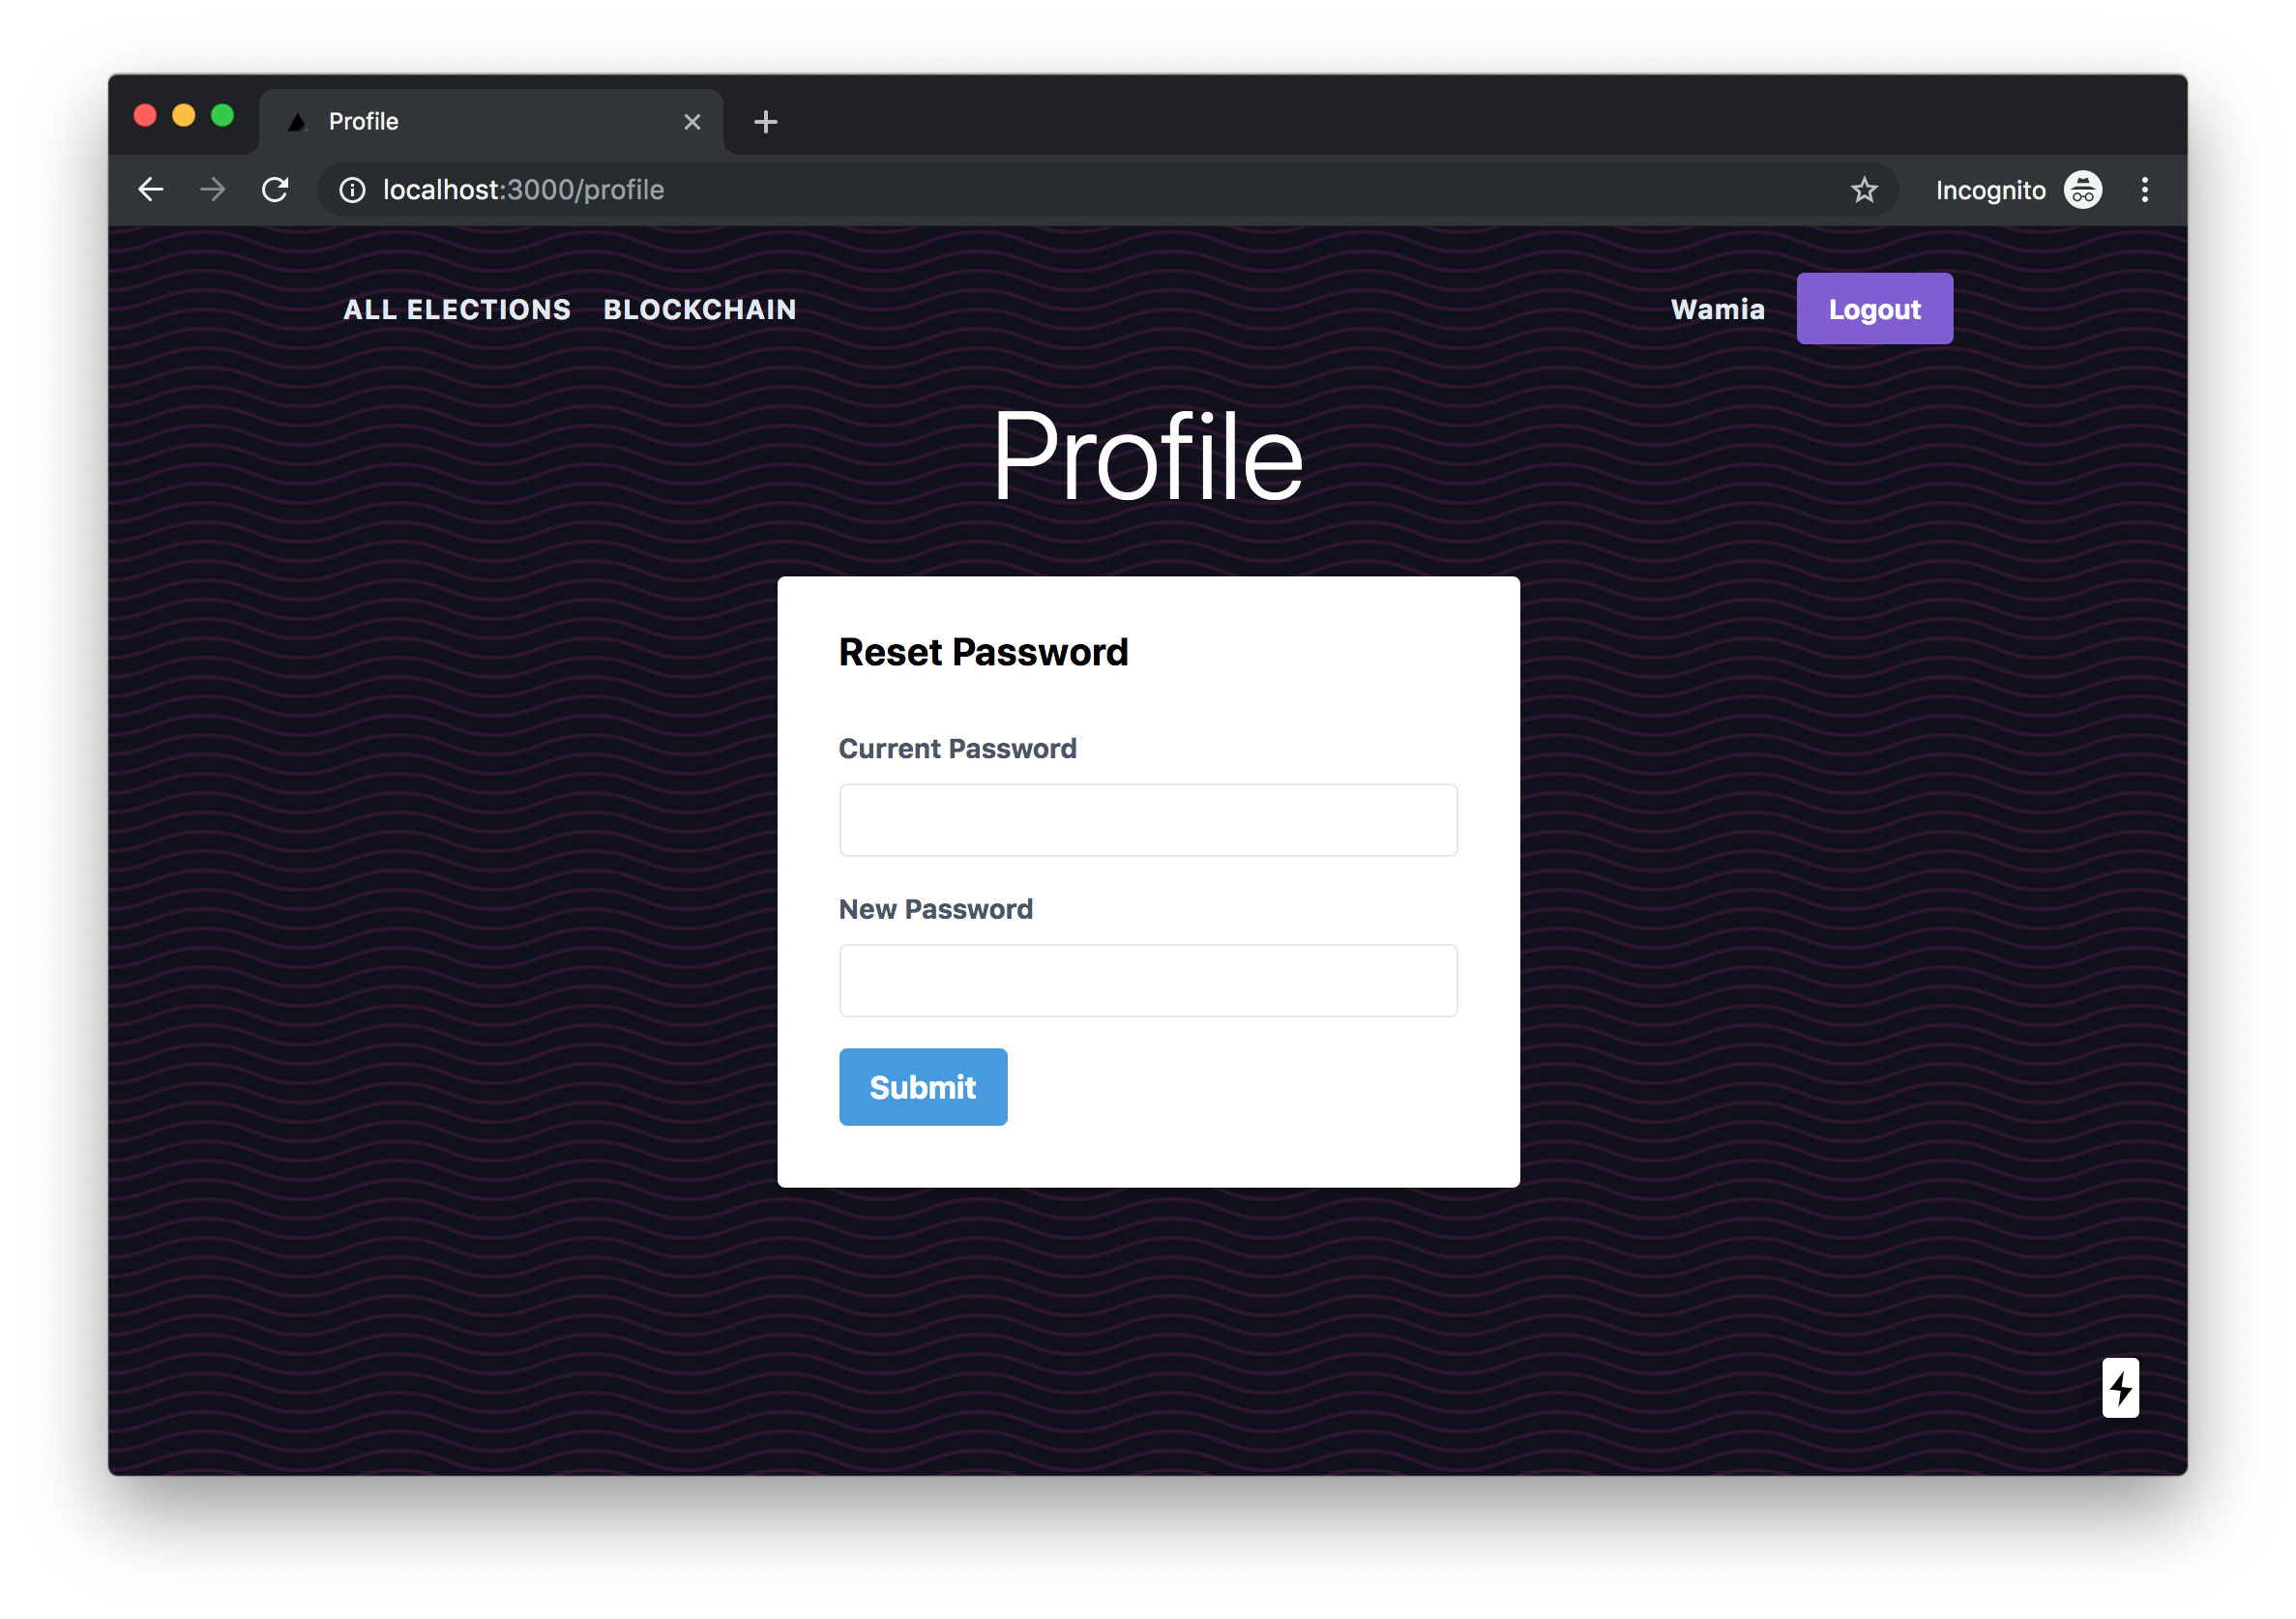 Profile
localhost:3000/profile
Incognito
ALL ELECTIONS BLOCKCHAIN Wamia Logout
Profile
Reset Password
Current Password
New Password
Submit